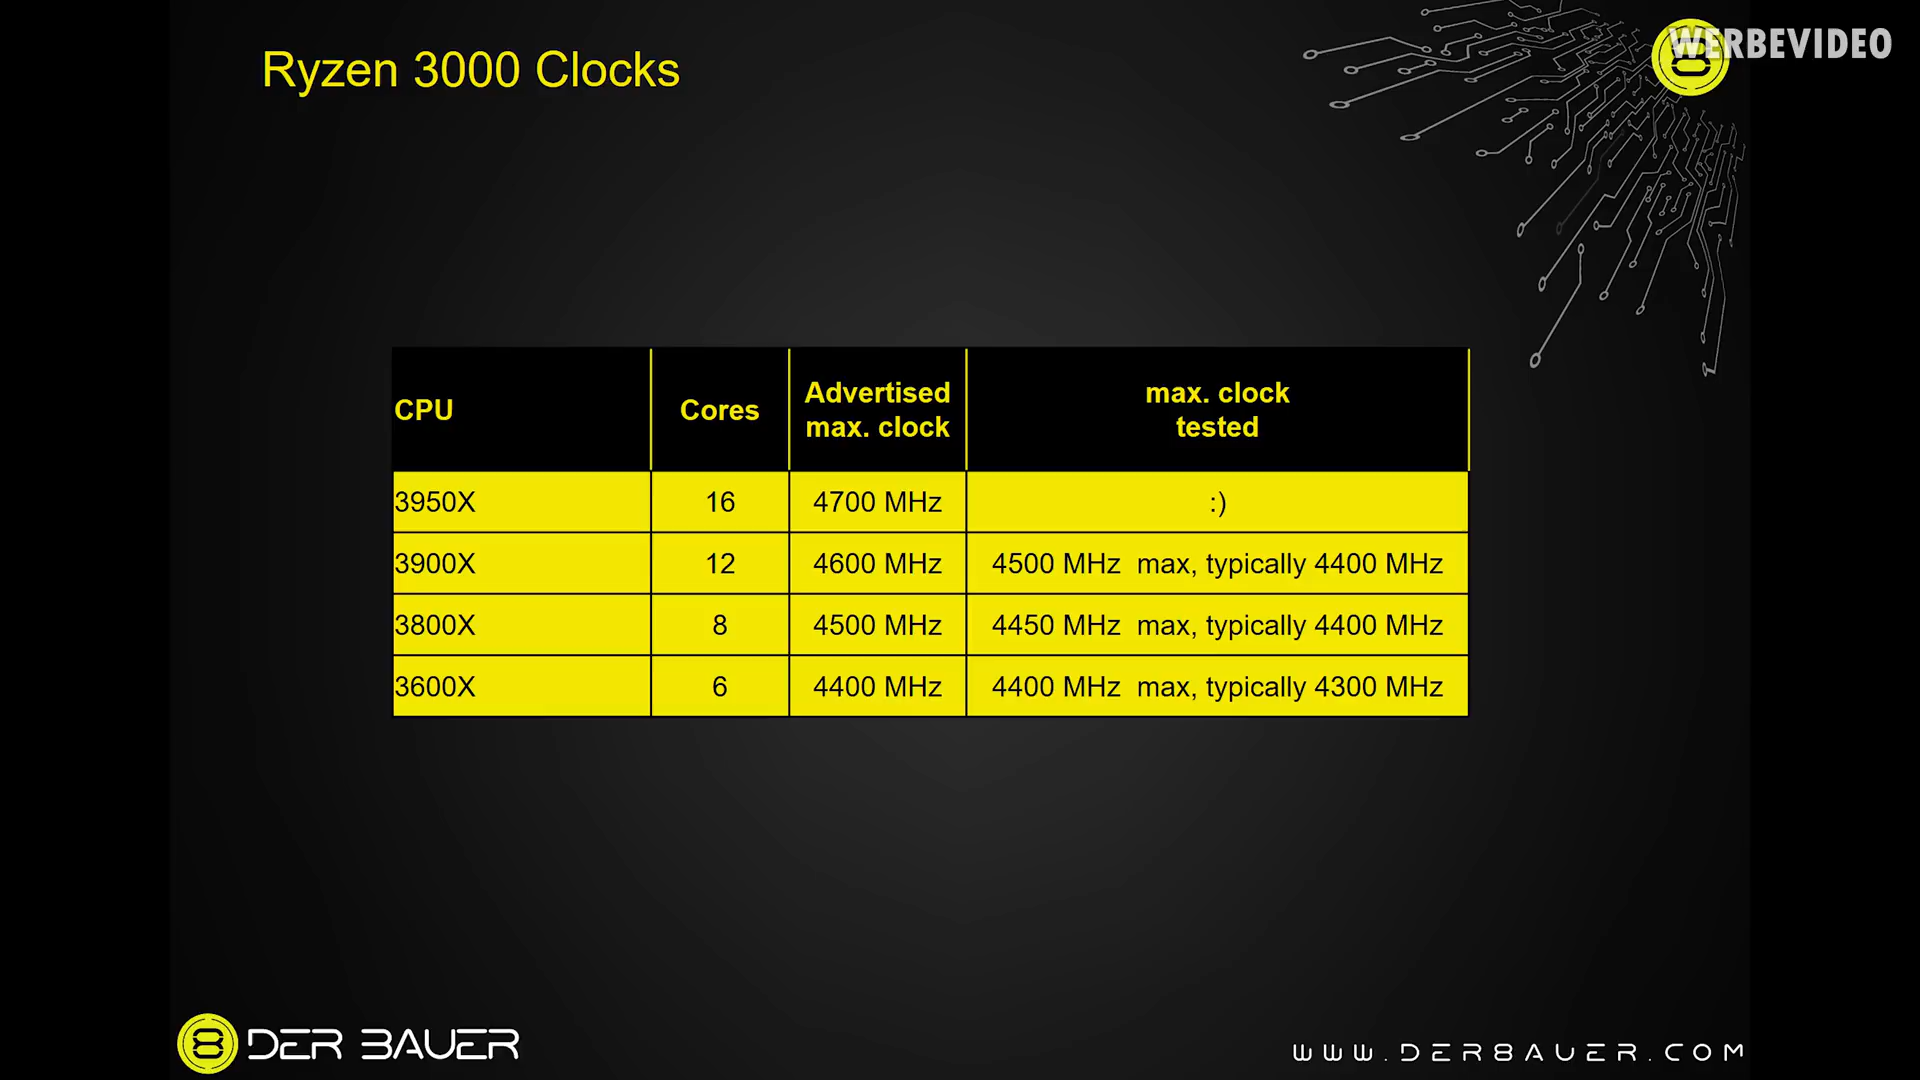 WERBEVIDEO
Ryzen 3000 Clocks
CPU Cores Advertised max. clock max. clock tested
3950X 16 4700 MHz :)
3900X 12 4600 MHz 4500 MHz max, typically 4400 MHz
3800X 8 4500 MHz 4450 MHz max, typically 4400 MHz
3600X 6 4400 MHz 4400 MHz max, typically 4300 MHz
8 DER 8AUER
WWW.DER8AUER.COM